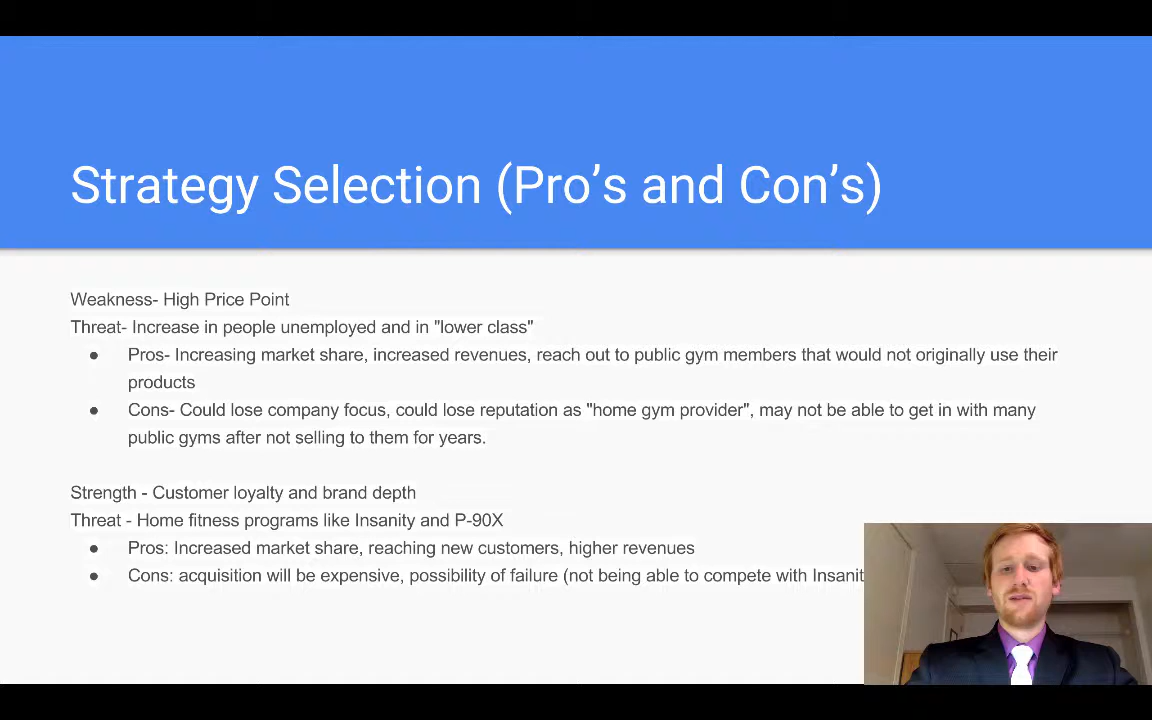 Strategy Selection (Pro’s and Con’s)
Weakness- High Price Point
Threat- Increase in people unemployed and in "lower class"
● Pros- Increasing market share, increased revenues, reach out to public gym members that would not originally use their
products
● Cons- Could lose company focus, could lose reputation as "home gym provider", may not be able to get in with many
public gyms after not selling to them for years.
Strength - Customer loyalty and brand depth
Threat - Home fitness programs like Insanity and P-90X
● Pros: Increased market share, reaching new customers, higher revenues
● Cons: acquisition will be expensive, possibility of failure (not being able to compete with Insanit